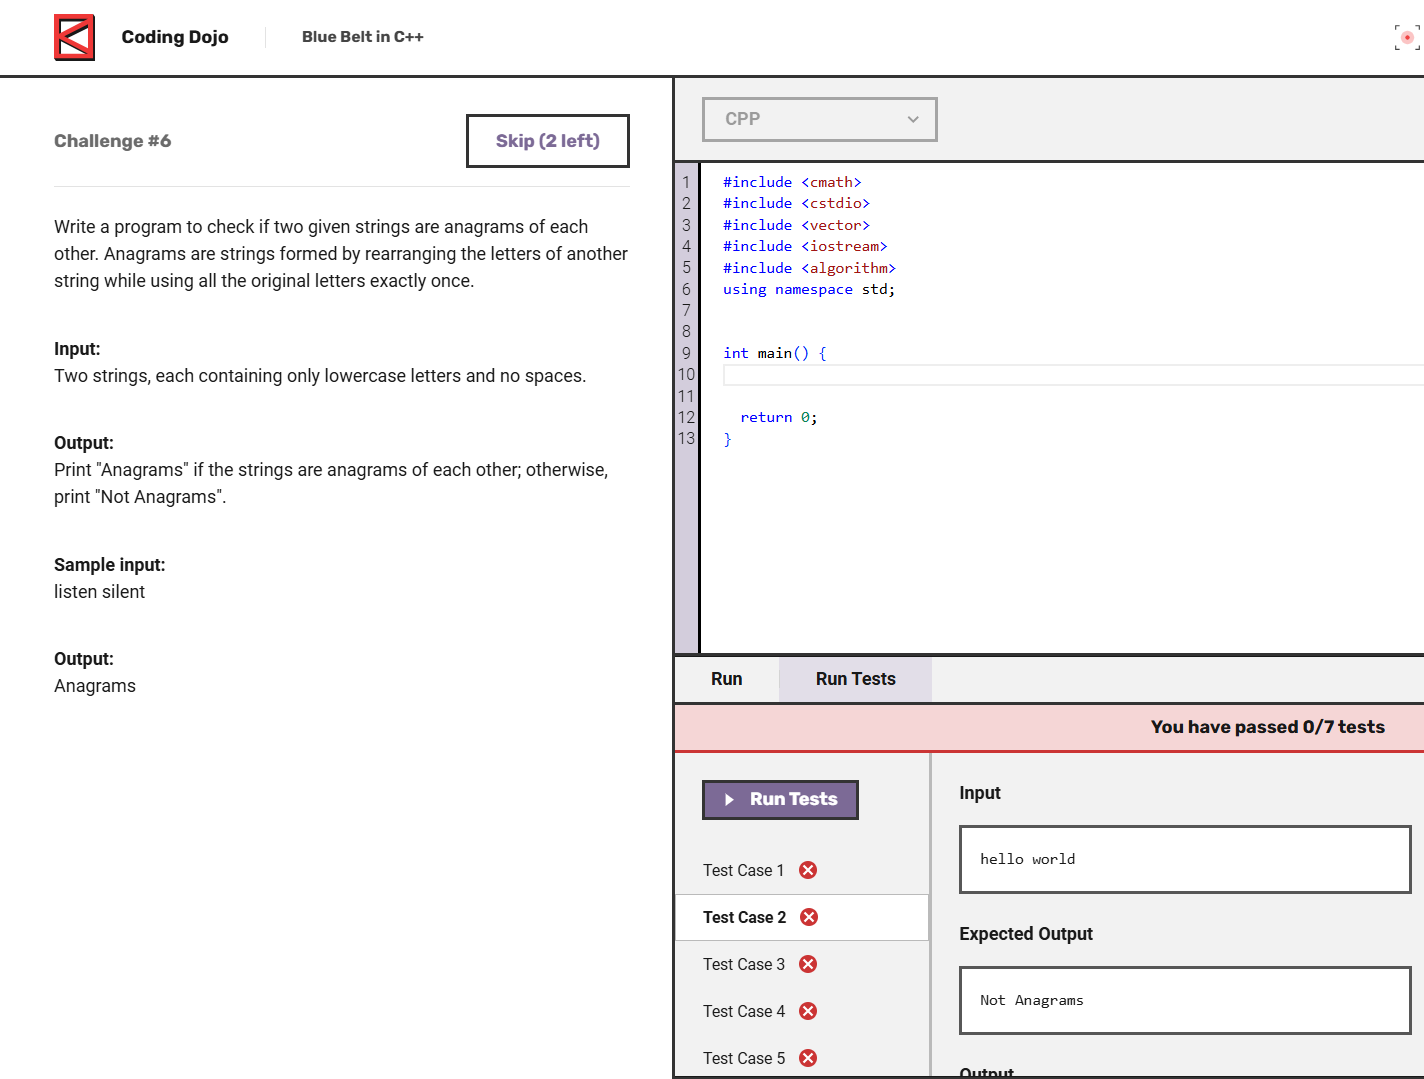 Coding Dojo
Blue Belt in C++
Challenge #6
Skip (2 left)
Write a program to check if two given strings are anagrams of each
other. Anagrams are strings formed by rearranging the letters of another
string while using all the original letters exactly once.
Input:
Two strings, each containing only lowercase letters and no spaces.
Output:
Print "Anagrams" if the strings are anagrams of each other; otherwise,
print "Not Anagrams".
Sample input:
listen silent
Output:
Anagrams
CPP
1 #include <cmath>
2 #include <cstdio>
3 #include <vector>
4 #include <iostream>
5 #include <algorithm>
6 using namespace std;
7
8
9 int main() {
10
11
12 return 0;
13 }
Run
Run Tests
You have passed 0/7 tests
Run Tests
Test Case 1
Test Case 2
Test Case 3
Test Case 4
Test Case 5
Input
hello world
Expected Output
Not Anagrams
Output